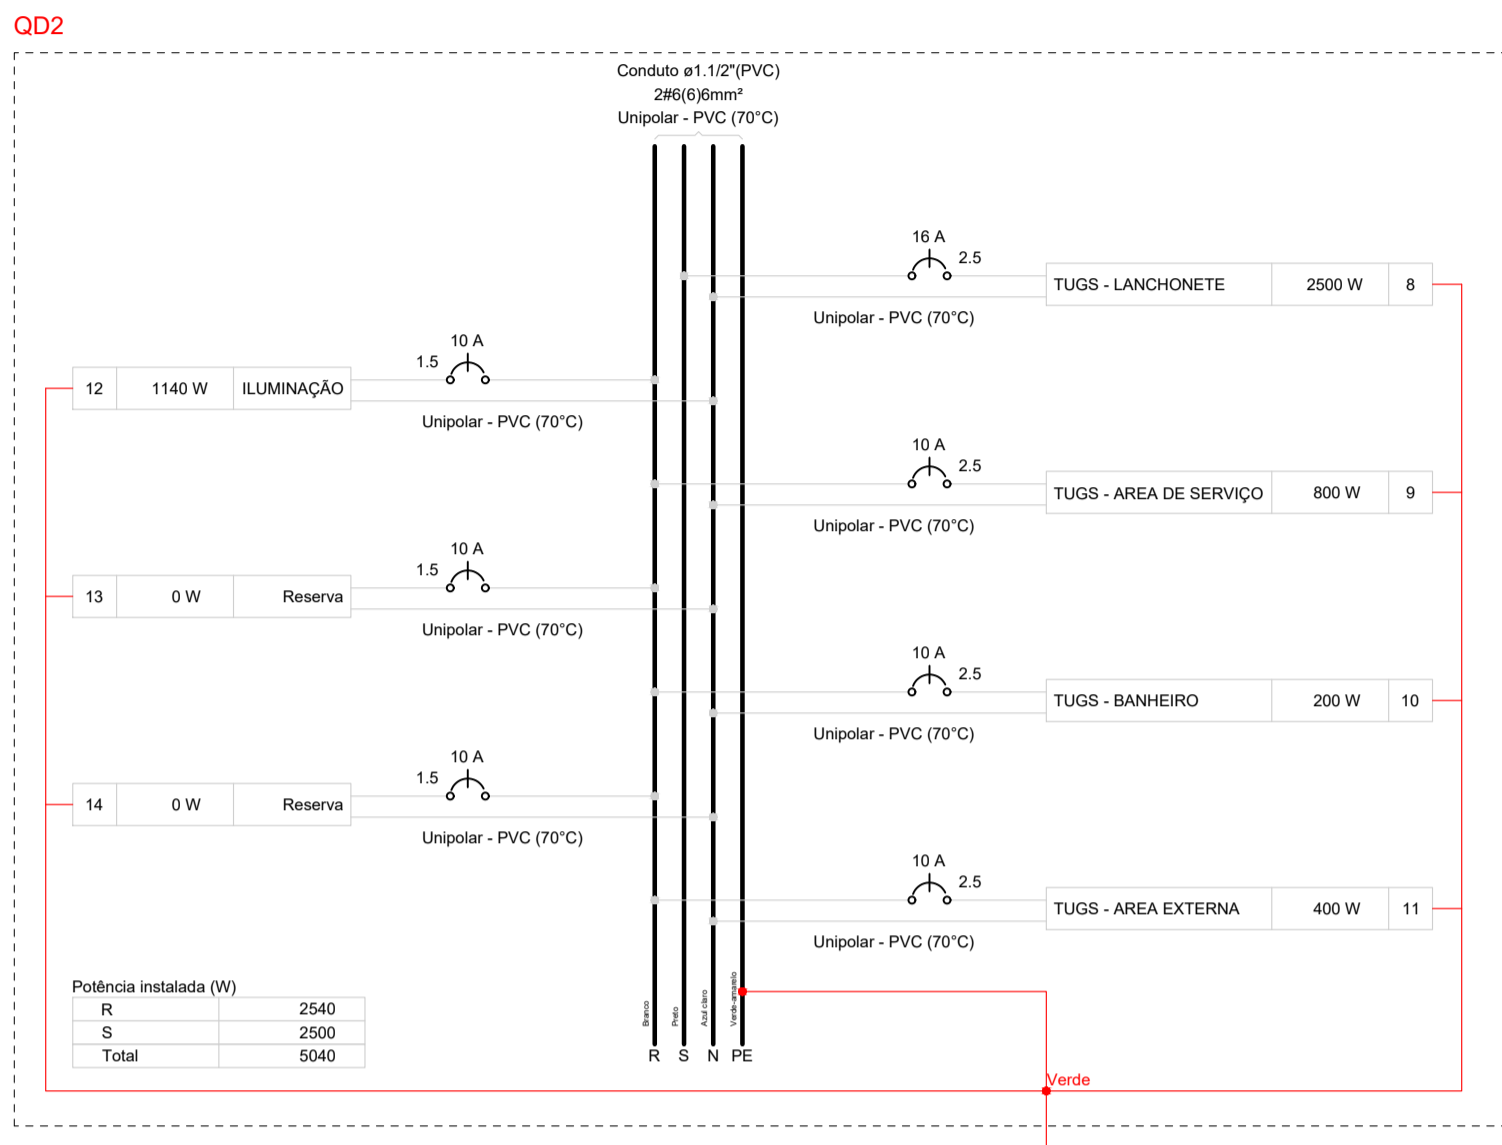 QD2
Conduto ø1.1/2"(PVC)
2#6(6)6mm²
Unipolar - PVC (70°C)
16 A
2.5
TUGS - LANCHONETE 2500 W 8
Unipolar - PVC (70°C)
10 A
1.5
12 1140 W ILUMINAÇÃO
Unipolar - PVC (70°C)
10 A
2.5
TUGS - AREA DE SERVIÇO 800 W 9
Unipolar - PVC (70°C)
10 A
1.5
13 0 W Reserva
Unipolar - PVC (70°C)
10 A
2.5
TUGS - BANHEIRO 200 W 10
Unipolar - PVC (70°C)
10 A
1.5
14 0 W Reserva
Unipolar - PVC (70°C)
10 A
2.5
TUGS - AREA EXTERNA 400 W 11
Unipolar - PVC (70°C)
Potência instalada (W)
R 2540
S 2500
Total 5040
Branco
Preto
Azul claro
Verde-amarelo
R S N PE
Verde